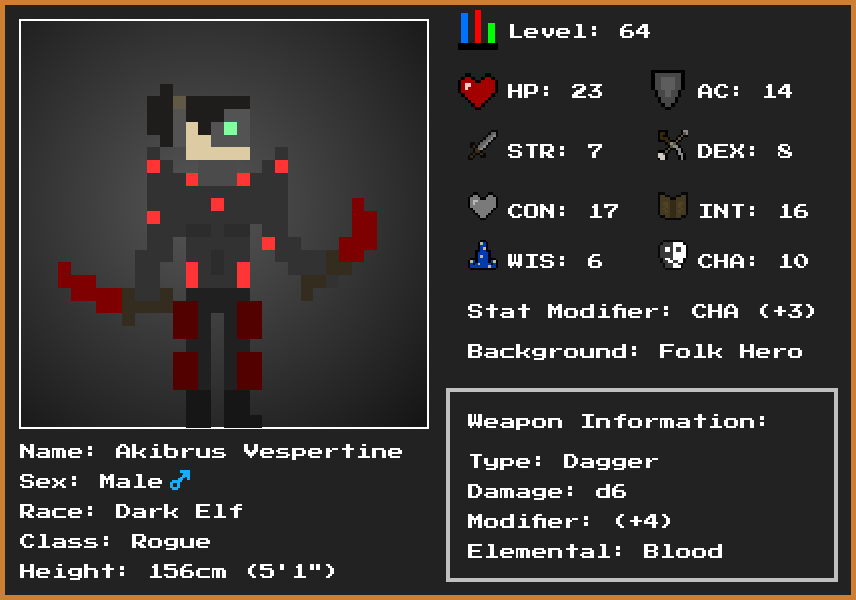 Level: 64
HP: 23
AC: 14
STR: 7
DEX: 8
CON: 17
INT: 16
WIS: 6
CHA: 10
Stat Modifier: CHA (+3)
Background: Folk Hero
Weapon Information:
Type: Dagger
Damage: d6
Modifier: (+4)
Elemental: Blood
Name: Akibrus Vespertine
Sex: Male♂
Race: Dark Elf
Class: Rogue
Height: 156cm (5'1")